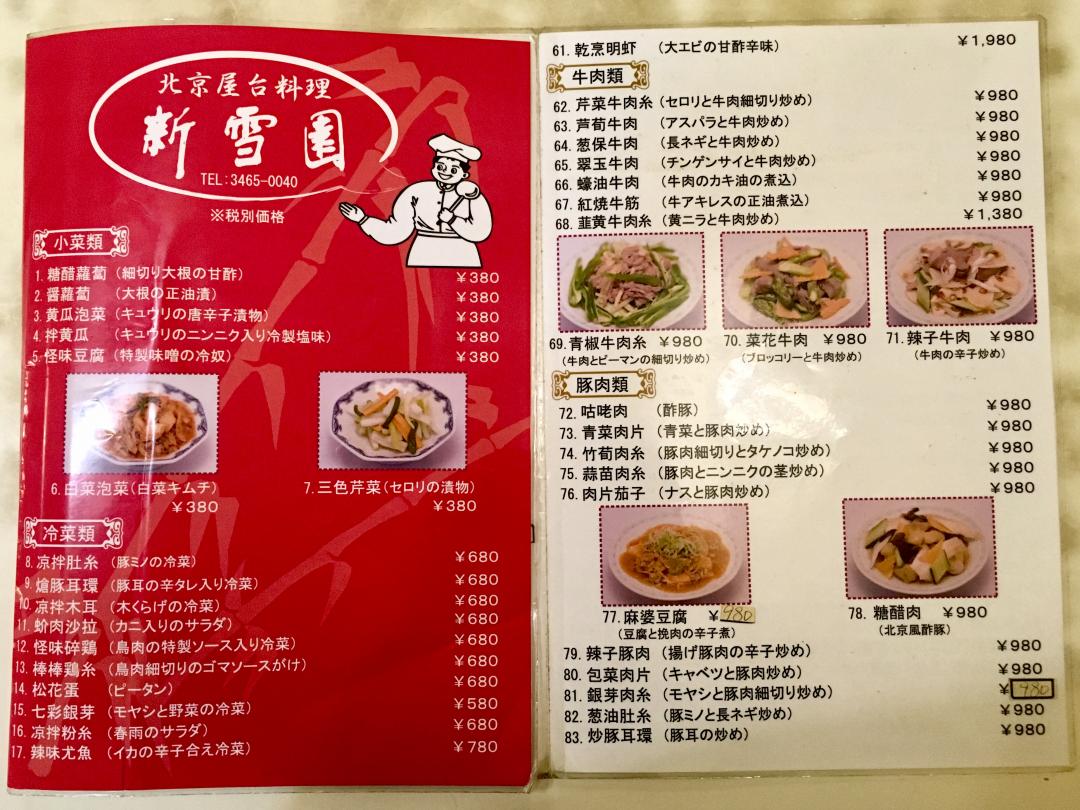 北京屋台料理
新雪園
TEL:3465-0040
※税別価格
小菜類
1.糖醋蘿蔔（細切り大根の甘酢） ￥380
2.醤蘿蔔（大根の正油漬） ￥380
3.黄瓜泡菜（キュウリの唐辛子漬物） ￥380
4.拌黄瓜（キュウリのニンニク入り冷製塩味） ￥380
5.怪味豆腐（特製味噌の冷奴） ￥380
6.白菜泡菜（白菜キムチ） 7.三色芹菜（セロリの漬物）
￥380 ￥380
冷菜類
8.凉拌肚糸（豚ミノの冷菜） ￥680
9.熗豚耳環（豚耳の辛タレ入り冷菜） ￥680
10.凉拌木耳（木くらげの冷菜） ￥680
11.蚧肉沙拉（カニ入りのサラダ） ￥680
12.怪味碎鶏（鳥肉の特製ソース入り冷菜） ￥680
13.棒棒鶏糸（鳥肉細切りのゴマソースがけ） ￥680
14.松花蛋（ピータン） ￥680
15.七彩銀芽（モヤシと野菜の冷菜） ￥580
16.凉拌粉糸（春雨のサラダ） ￥680
17.辣味尤魚（イカの辛子合え冷菜） ￥780
61.乾烹明虾（大エビの甘酢辛味） ￥1,980
牛肉類
62.芹菜牛肉糸（セロリと牛肉細切り炒め） ￥980
63.芦荀牛肉（アスパラと牛肉炒め） ￥980
64.葱保牛肉（長ネギと牛肉炒め） ￥980
65.翠玉牛肉（チンゲンサイと牛肉炒め） ￥980
66.蠔油牛肉（牛肉のカキ油の煮込） ￥980
67.紅焼牛筋（牛アキレスの正油煮込） ￥980
68.韮黄牛肉糸（黄ニラと牛肉炒め） ￥1,380
69.青椒牛肉糸 ￥980 70.菜花牛肉 ￥980 71.辣子牛肉 ￥980
（牛肉とピーマンの細切り炒め） （ブロッコリーと牛肉炒め） （牛肉の辛子炒め）
豚肉類
72.咕咾肉（酢豚） ￥980
73.青菜肉片（青菜と豚肉炒め） ￥980
74.竹荀肉糸（豚肉細切りとタケノコ炒め） ￥980
75.蒜苗肉糸（豚肉とニンニクの茎炒め） ￥980
76.肉片茄子（ナスと豚肉炒め） ￥980
77.麻婆豆腐 ￥980 78.糖醋肉 ￥980
（豆腐と挽肉の辛子煮） （北京風酢豚）
79.辣子豚肉（揚げ豚肉の辛子炒め） ￥980
80.包菜肉片（キャベツと豚肉炒め） ￥980
81.銀芽肉糸（モヤシと豚肉細切り炒め） ￥980
82.葱油肚糸（豚ミノと長ネギ炒め） ￥980
83.炒豚耳環（豚耳の炒め） ￥980